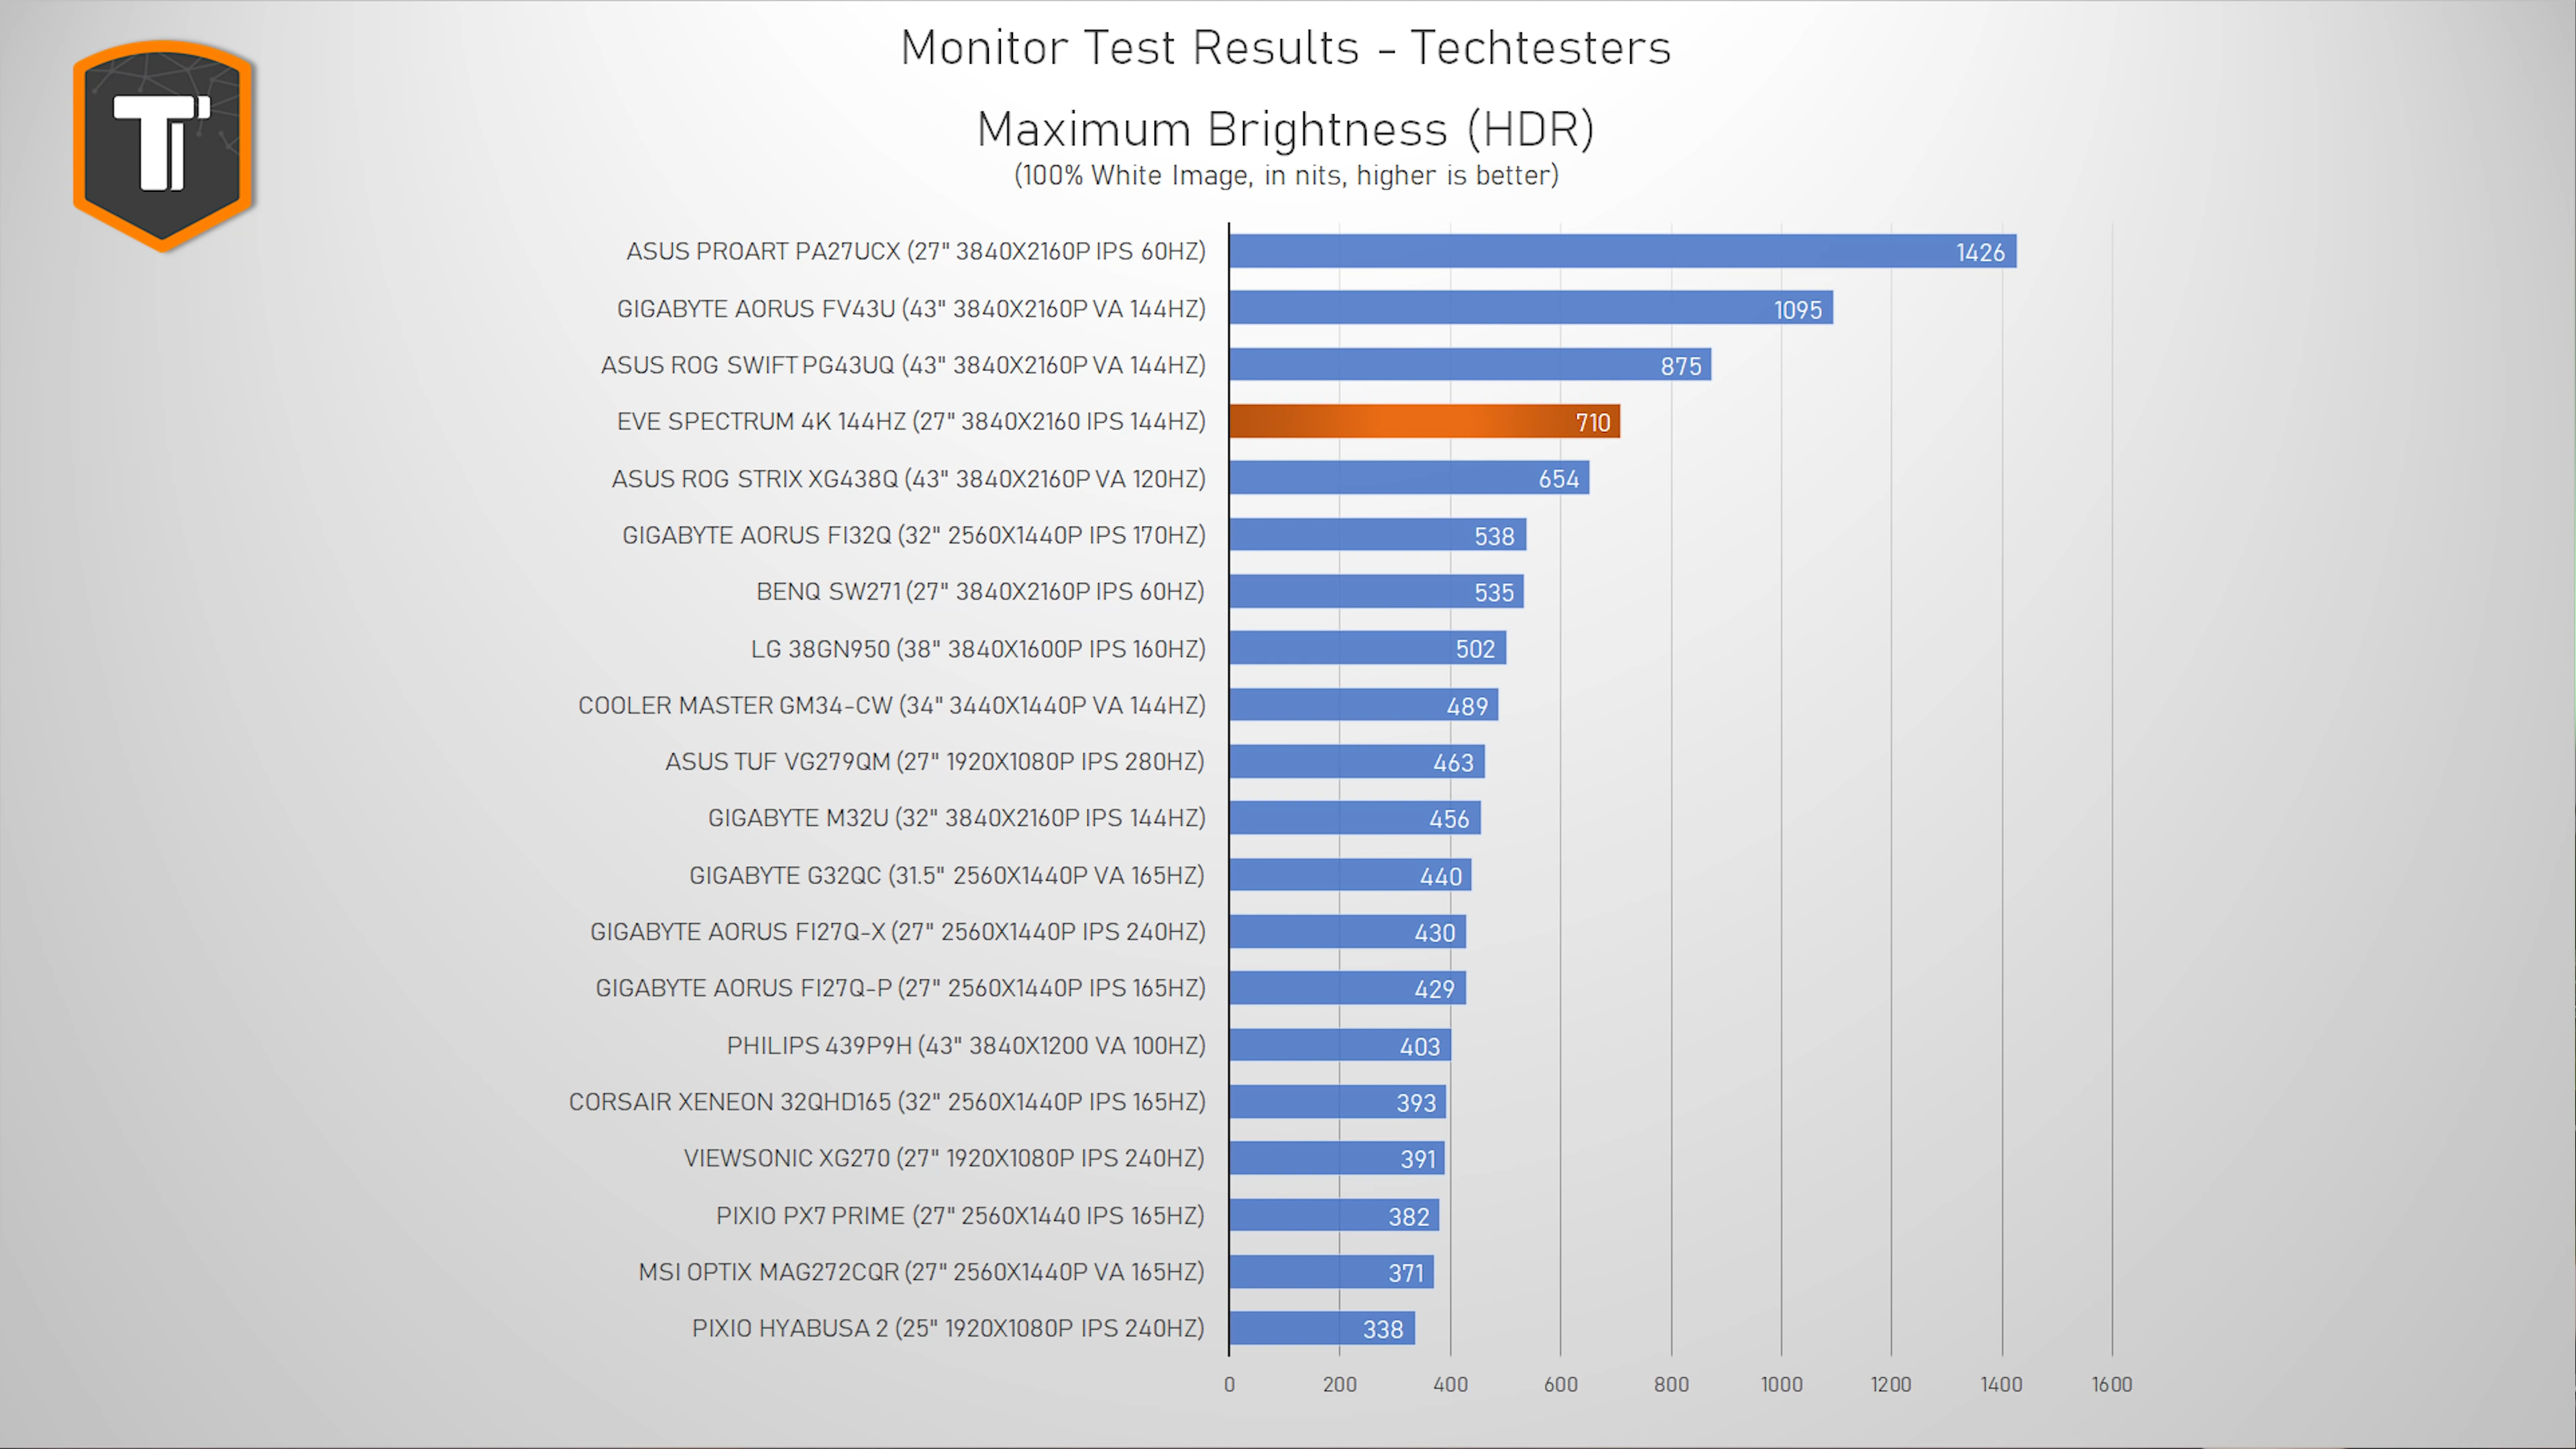 Monitor Test Results - Techtesters
Maximum Brightness (HDR)
(100% White Image, in nits, higher is better)
ASUS PROART PA27UCX (27" 3840X2160P IPS 60HZ) 1426
GIGABYTE AORUS FV43U (43" 3840X2160P VA 144HZ) 1095
ASUS ROG SWIFT PG43UQ (43" 3840X2160P VA 144HZ) 875
EVE SPECTRUM 4K 144HZ (27" 3840X2160 IPS 144HZ) 710
ASUS ROG STRIX XG438Q (43" 3840X2160P VA 120HZ) 654
GIGABYTE AORUS FI32Q (32" 2560X1440P IPS 170HZ) 538
BENQ SW271 (27" 3840X2160P IPS 60HZ) 535
LG 38GN950 (38" 3840X1600P IPS 160HZ) 502
COOLER MASTER GM34-CW (34" 3440X1440P VA 144HZ) 489
ASUS TUF VG279QM (27" 1920X1080P IPS 280HZ) 463
GIGABYTE M32U (32" 3840X2160P IPS 144HZ) 456
GIGABYTE G32QC (31.5" 2560X1440P VA 165HZ) 440
GIGABYTE AORUS FI27Q-X (27" 2560X1440P IPS 240HZ) 430
GIGABYTE AORUS FI27Q-P (27" 2560X1440P IPS 165HZ) 429
PHILIPS 439P9H (43" 3840X1200 VA 100HZ) 403
CORSAIR XENEON 32QHD165 (32" 2560X1440P IPS 165HZ) 393
VIEWSONIC XG270 (27" 1920X1080P IPS 240HZ) 391
PIXIO PX7 PRIME (27" 2560X1440 IPS 165HZ) 382
MSI OPTIX MAG272CQR (27" 2560X1440P VA 165HZ) 371
PIXIO HYABUSA 2 (25" 1920X1080P IPS 240HZ) 338
0 200 400 600 800 1000 1200 1400 1600